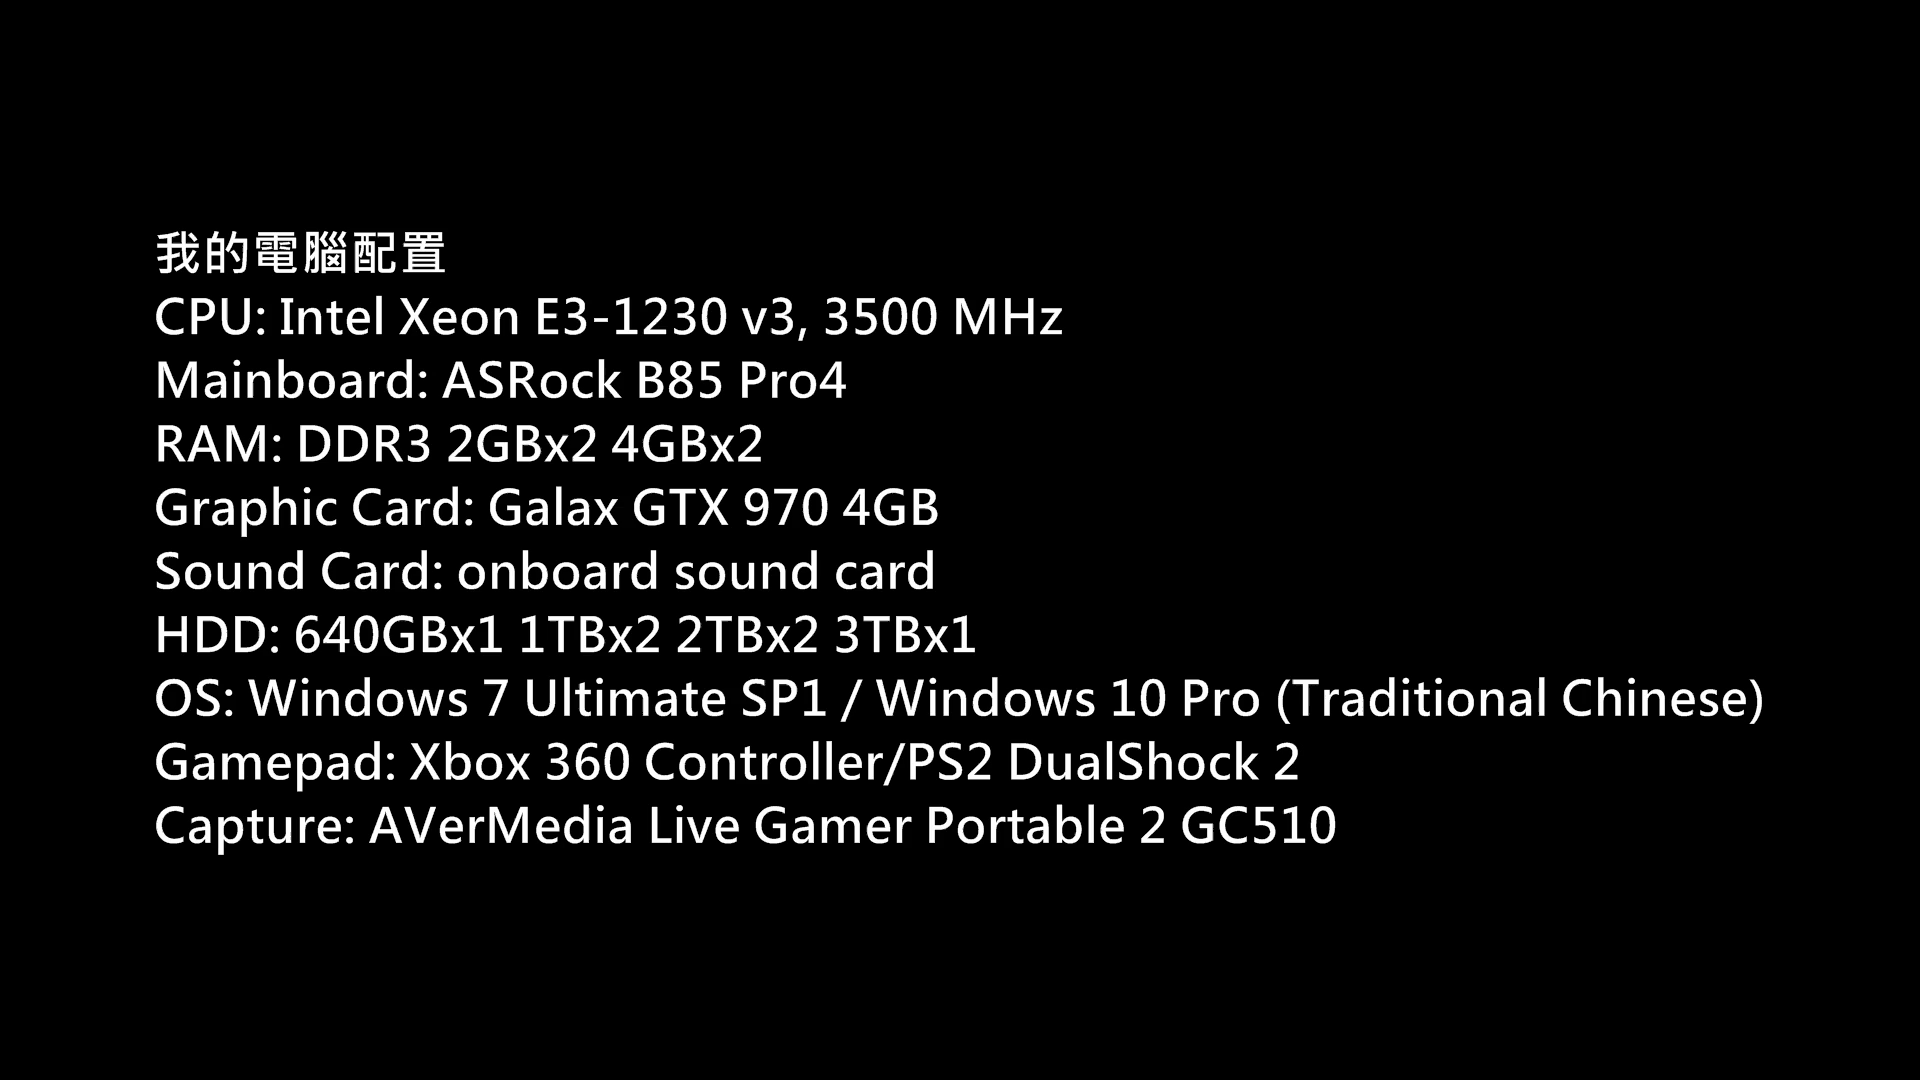 我的電腦配置
CPU: Intel Xeon E3-1230 v3, 3500 MHz
Mainboard: ASRock B85 Pro4
RAM: DDR3 2GBx2 4GBx2
Graphic Card: Galax GTX 970 4GB
Sound Card: onboard sound card
HDD: 640GBx1 1TBx2 2TBx2 3TBx1
OS: Windows 7 Ultimate SP1 / Windows 10 Pro (Traditional Chinese)
Gamepad: Xbox 360 Controller/PS2 DualShock 2
Capture: AVerMedia Live Gamer Portable 2 GC510